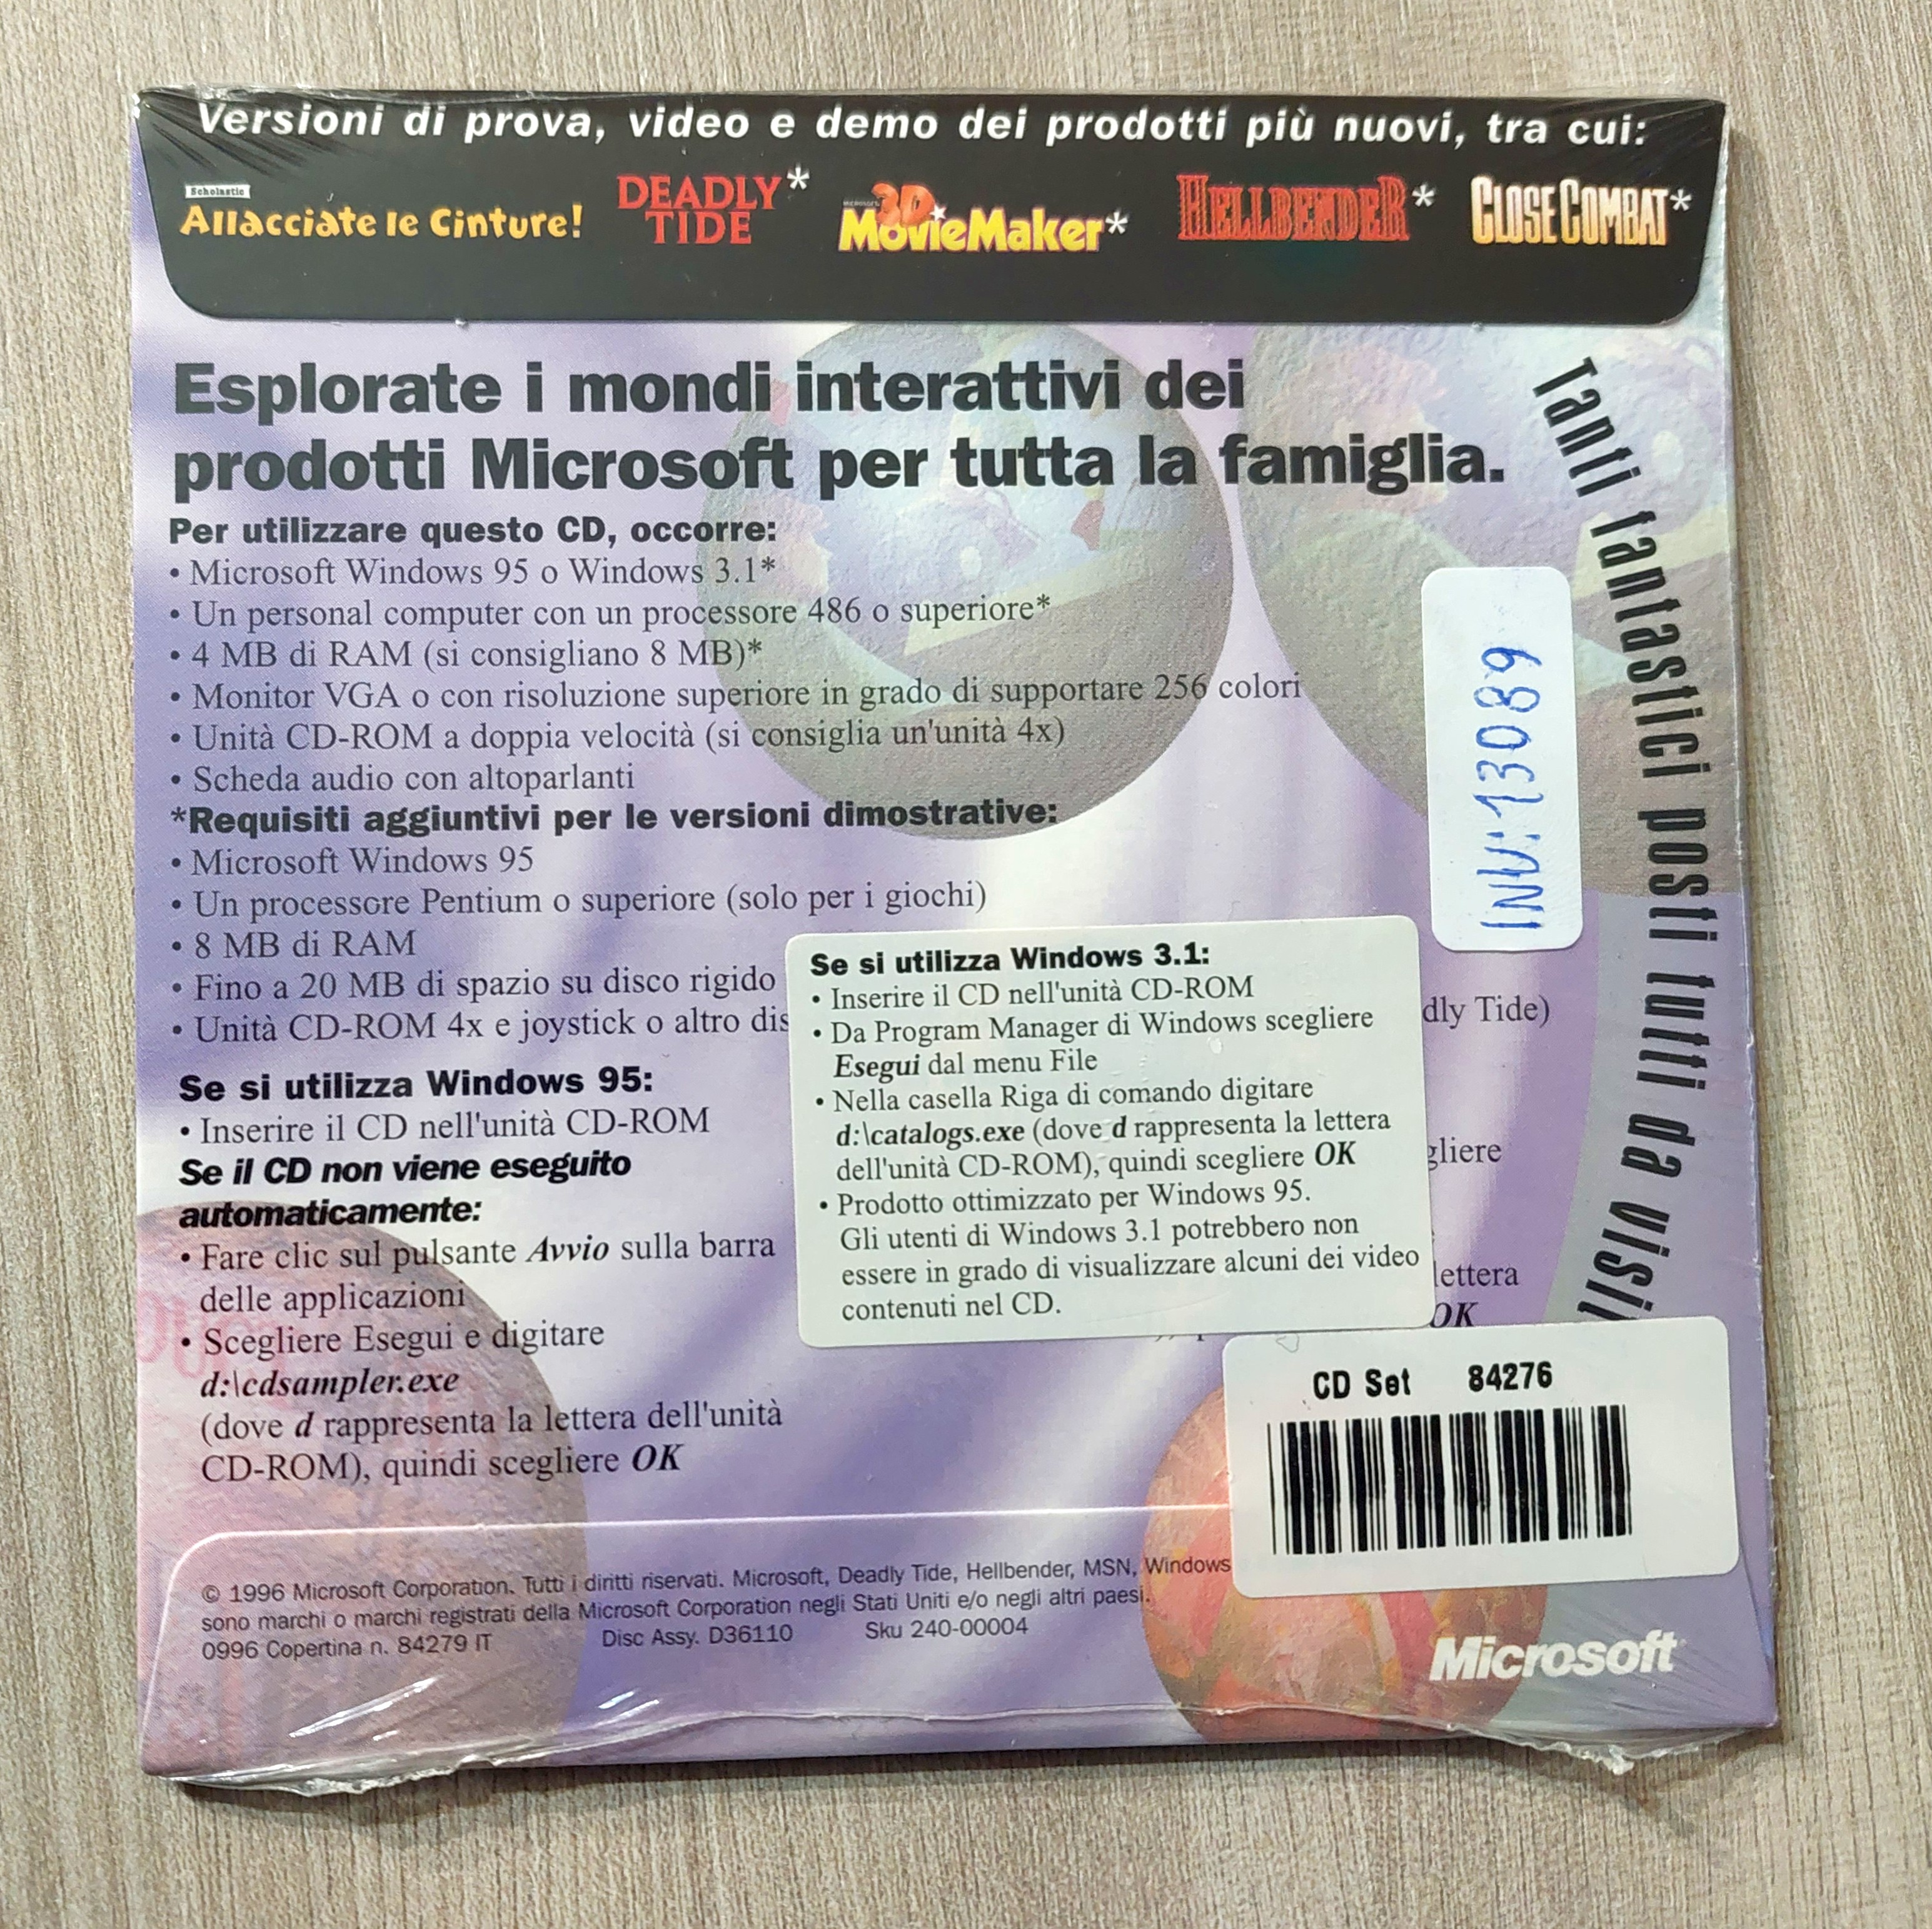 Versioni di prova, video e demo dei prodotti più nuovi, tra cui:
Scholastic
Allacciate le Cinture!
DEADLY TIDE*
3D MovieMaker*
HELLBENDER*
CLOSE COMBAT*
Esplorate i mondi interattivi dei
prodotti Microsoft per tutta la famiglia.
Per utilizzare questo CD, occorre:
• Microsoft Windows 95 o Windows 3.1*
• Un personal computer con un processore 486 o superiore*
• 4 MB di RAM (si consigliano 8 MB)*
• Monitor VGA o con risoluzione superiore in grado di supportare 256 colori
• Unità CD-ROM a doppia velocità (si consiglia un'unità 4x)
• Scheda audio con altoparlanti
*Requisiti aggiuntivi per le versioni dimostrative:
• Microsoft Windows 95
• Un processore Pentium o superiore (solo per i giochi)
• 8 MB di RAM
• Fino a 20 MB di spazio su disco rigido
• Unità CD-ROM 4x e joystick o altro dis
dly Tide)
Se si utilizza Windows 95:
• Inserire il CD nell'unità CD-ROM
Se il CD non viene eseguito
automaticamente:
• Fare clic sul pulsante Avvio sulla barra
delle applicazioni
• Scegliere Esegui e digitare
d:\cdsampler.exe
(dove d rappresenta la lettera dell'unità
CD-ROM), quindi scegliere OK
Se si utilizza Windows 3.1:
• Inserire il CD nell'unità CD-ROM
• Da Program Manager di Windows scegliere
Esegui dal menu File
• Nella casella Riga di comando digitare
d:\catalogs.exe (dove d rappresenta la lettera
dell'unità CD-ROM), quindi scegliere OK
• Prodotto ottimizzato per Windows 95.
Gli utenti di Windows 3.1 potrebbero non
essere in grado di visualizzare alcuni dei video
contenuti nel CD.
gliere
lettera
OK
Tanti fantastici posti tutti da visi
INV:13089
CD Set 84276
© 1996 Microsoft Corporation. Tutti i diritti riservati. Microsoft, Deadly Tide, Hellbender, MSN, Windows
sono marchi o marchi registrati della Microsoft Corporation negli Stati Uniti e/o negli altri paesi.
0996 Copertina n. 84279 IT Disc Assy. D36110 Sku 240-00004
Microsoft